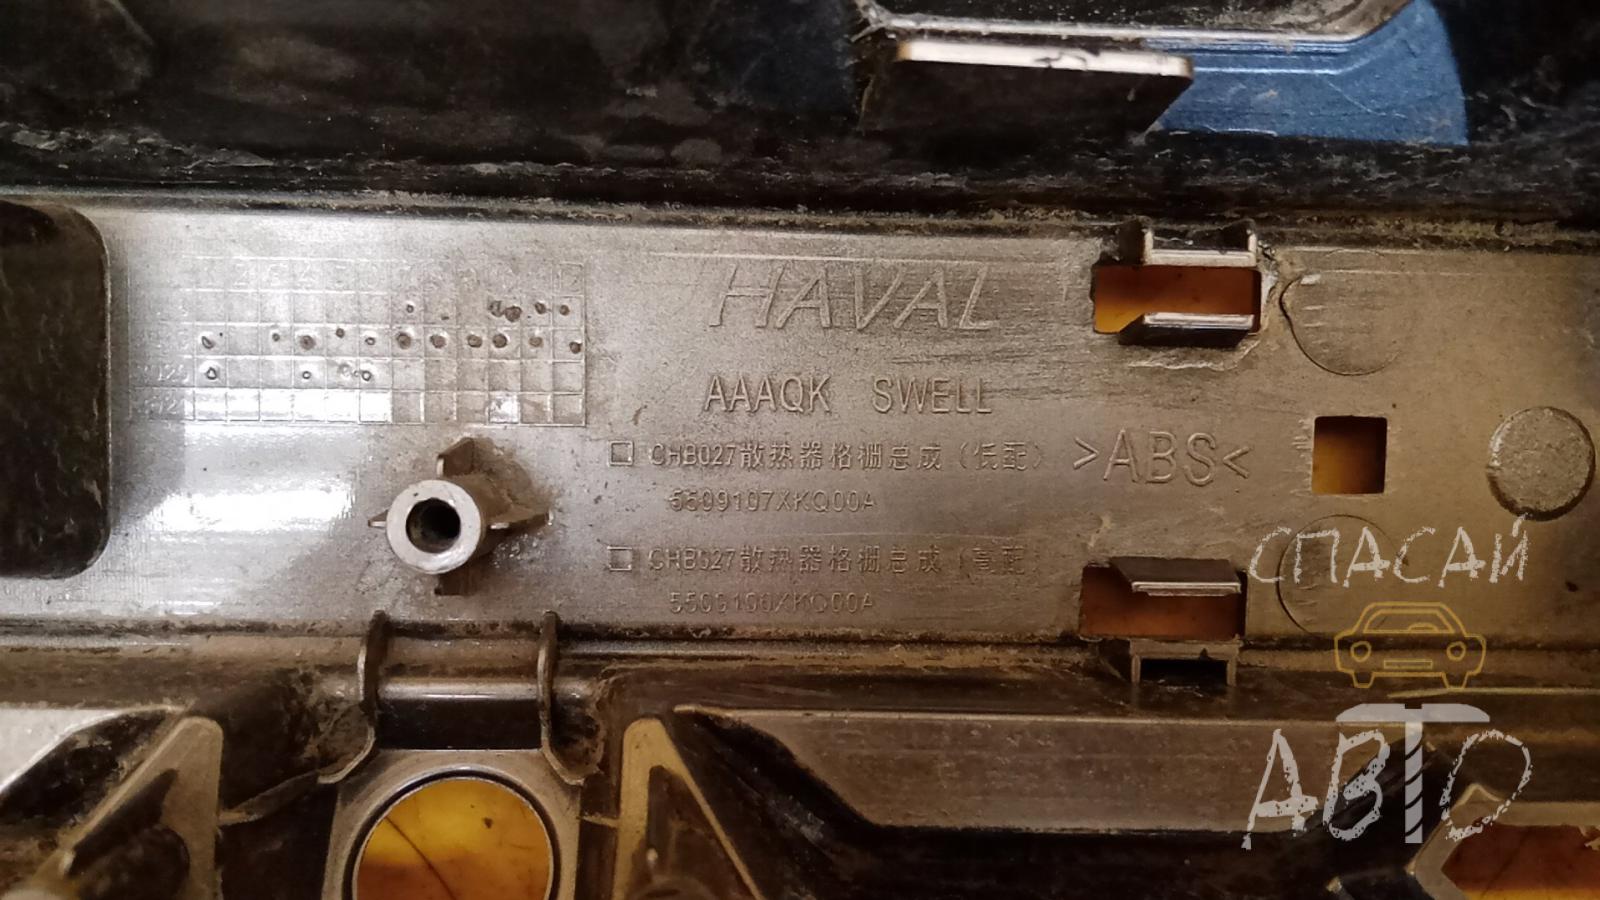 HAVAL
AAAQK SWELL
CHB027散热器格栅总成（低配） >ABS<
5509107XKQ00A
CHB027散热器格栅总成（高配）
5509100XKQ00A
СПАСАЙ
АВТО